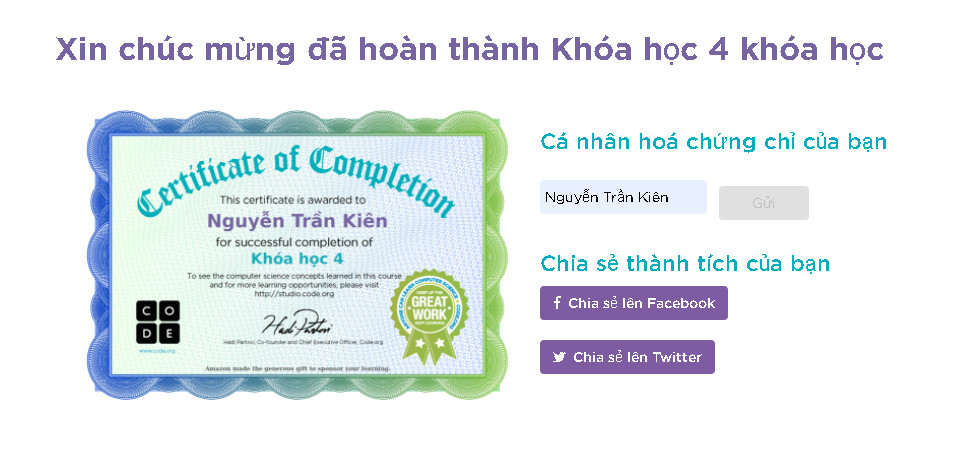 Xin chúc mừng đã hoàn thành Khóa học 4 khóa học
Certificate of Completion
This certificate is awarded to
Nguyễn Trần Kiên
for successful completion of
Khóa học 4
To see the computer science concepts learned in this course
and for more learning opportunities, please visit
http://studio.code.org
GREAT
WORK
C O
D E
www.code.org
Hadi Partovi
Hadi Partovi, Co-founder and Chief Executive Officer, Code.org
Amazon made the generous gift to sponsor your learning.
Cá nhân hoá chứng chỉ của bạn
Nguyễn Trần Kiên
Gửi
Chia sẻ thành tích của bạn
Chia sẻ lên Facebook
Chia sẻ lên Twitter